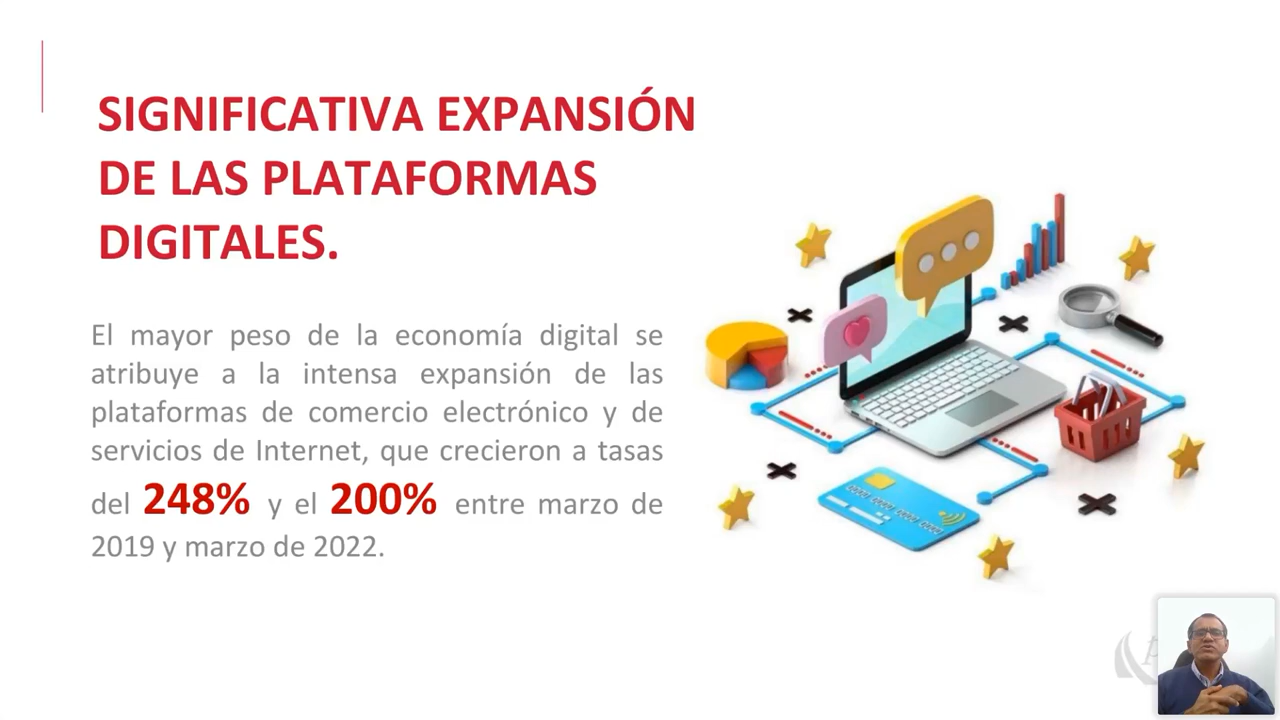 SIGNIFICATIVA EXPANSIÓN
DE LAS PLATAFORMAS
DIGITALES.
El mayor peso de la economía digital se
atribuye a la intensa expansión de las
plataformas de comercio electrónico y de
servicios de Internet, que crecieron a tasas
del 248% y el 200% entre marzo de
2019 y marzo de 2022.